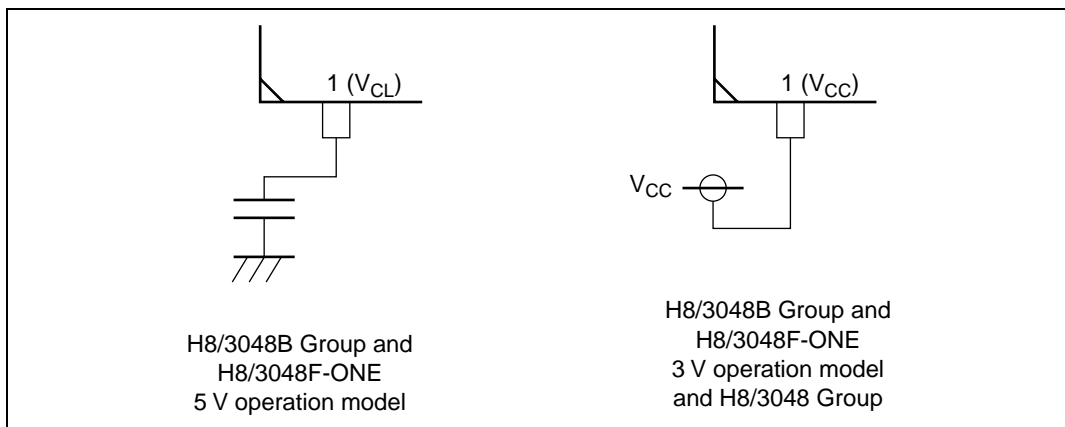 1 (VCL)
H8/3048B Group and
H8/3048F-ONE
5 V operation model
1 (VCC)
VCC
H8/3048B Group and
H8/3048F-ONE
3 V operation model
and H8/3048 Group